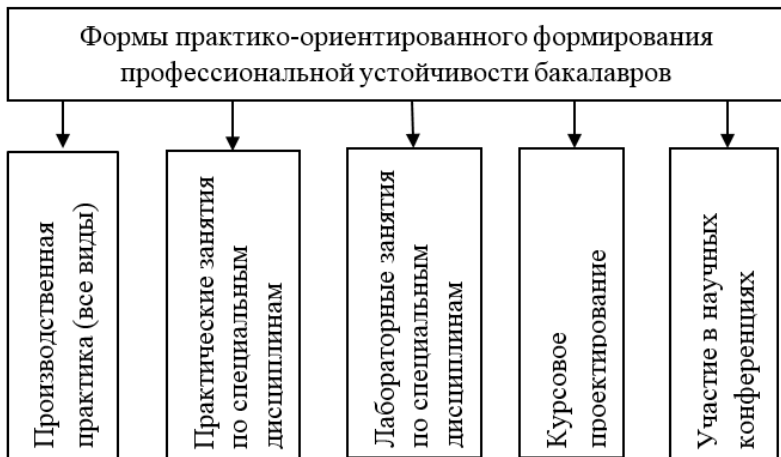 Формы практико-ориентированного формирования
профессиональной устойчивости бакалавров
Производственная
практика (все виды)
Практические занятия
по специальным
дисциплинам
Лабораторные занятия
по специальным
дисциплинам
Курсовое
проектирование
Участие в научных
конференциях